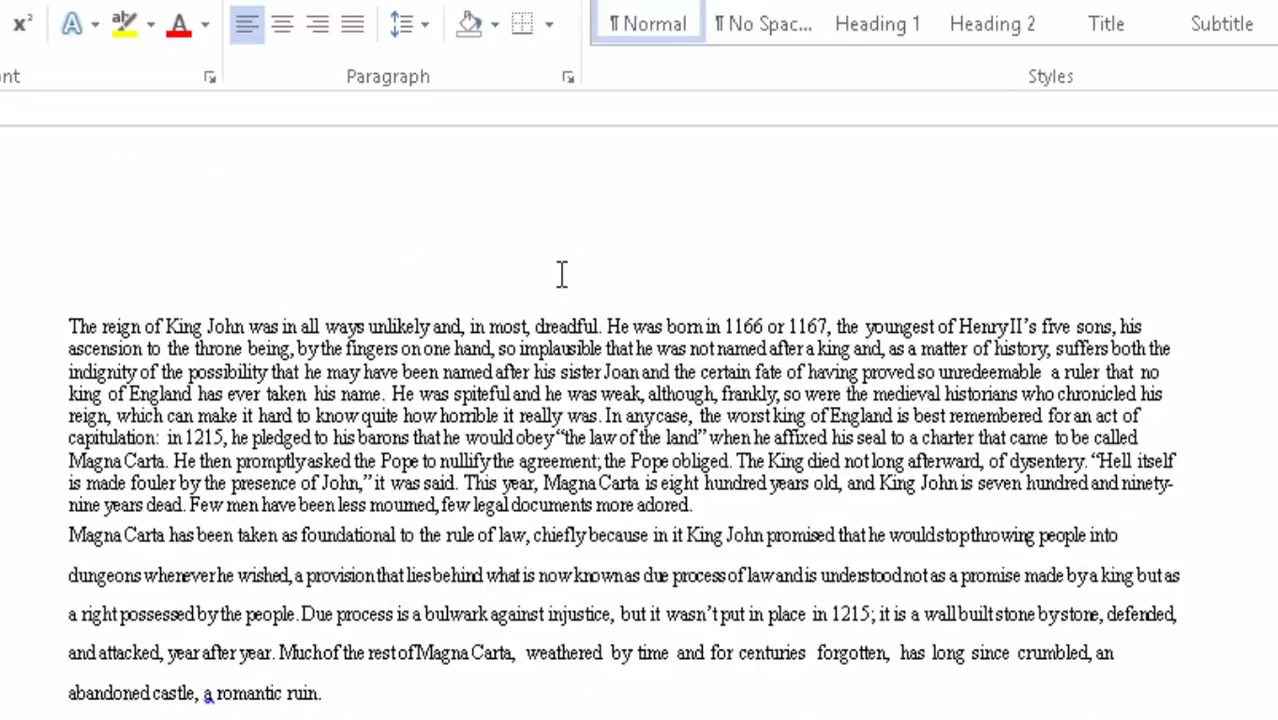 x² A aby A
nt Paragraph Styles
¶ Normal ¶ No Spac... Heading 1 Heading 2 Title Subtitle
The reign of King John was in all ways unlikely and, in most, dreadful. He was born in 1166 or 1167, the youngest of Henry II’s five sons, his
ascension to the throne being, by the fingers on one hand, so implausible that he was not named after a king and, as a matter of history, suffers both the
indignity of the possibility that he may have been named after his sister Joan and the certain fate of having proved so unredeemable a ruler that no
king of England has ever taken his name. He was spiteful and he was weak, although, frankly, so were the medieval historians who chronicled his
reign, which can make it hard to know quite how horrible it really was. In any case, the worst king of England is best remembered for an act of
capitulation: in 1215, he pledged to his barons that he would obey “the law of the land” when he affixed his seal to a charter that came to be called
Magna Carta. He then promptly asked the Pope to nullify the agreement; the Pope obliged. The King died not long afterward, of dysentery. “Hell itself
is made fouler by the presence of John,” it was said. This year, Magna Carta is eight hundred years old, and King John is seven hundred and ninety-
nine years dead. Few men have been less mourned, few legal documents more adored.
Magna Carta has been taken as foundational to the rule of law, chiefly because in it King John promised that he would stop throwing people into
dungeons whenever he wished, a provision that lies behind what is now known as due process of law and is understood not as a promise made by a king but as
a right possessed by the people. Due process is a bulwark against injustice, but it wasn’t put in place in 1215; it is a wall built stone by stone, defended,
and attacked, year after year. Much of the rest of Magna Carta, weathered by time and for centuries forgotten, has long since crumbled, an
abandoned castle, a romantic ruin.